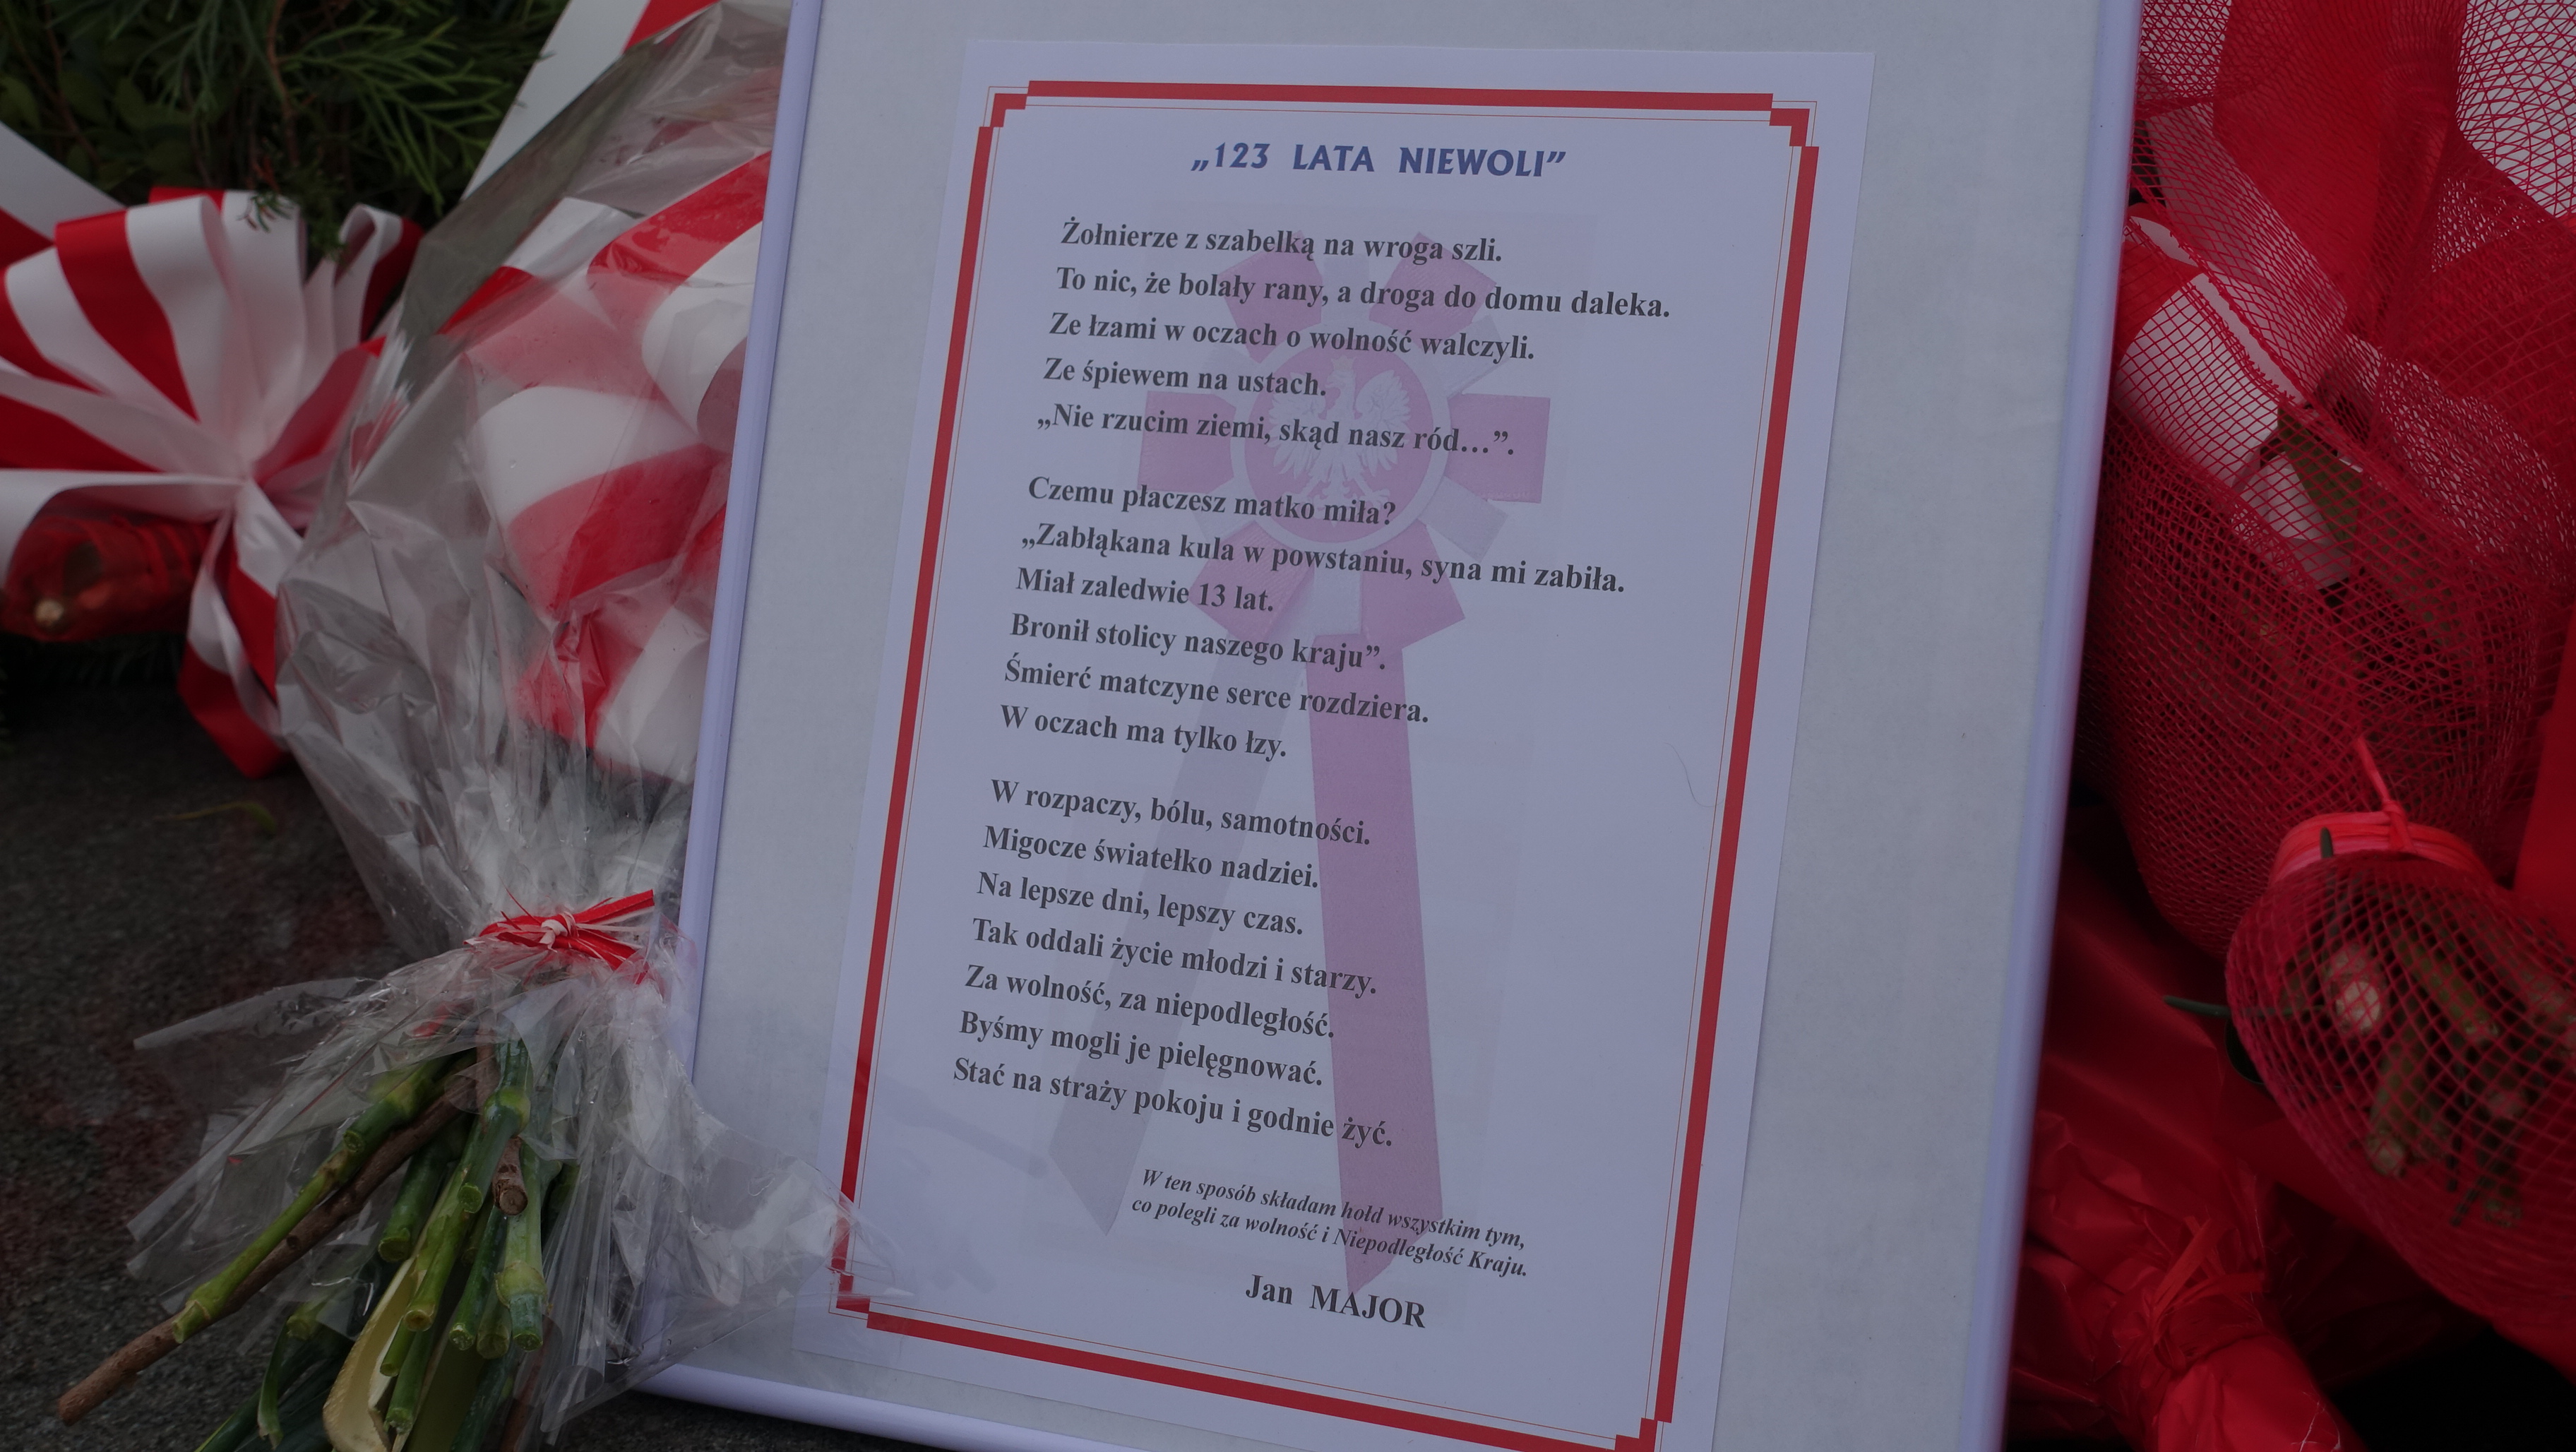 „123 LATA NIEWOLI”
Żołnierze z szabelką na wroga szli.
To nic, że bolały rany, a droga do domu daleka.
Ze łzami w oczach o wolność walczyli.
Ze śpiewem na ustach.
„Nie rzucim ziemi, skąd nasz ród…”.
Czemu płaczesz matko miła?
„Zabłąkana kula w powstaniu, syna mi zabiła.
Miał zaledwie 13 lat.
Bronił stolicy naszego kraju”.
Śmierć matczyne serce rozdziera.
W oczach ma tylko łzy.
W rozpaczy, bólu, samotności.
Migocze światełko nadziei.
Na lepsze dni, lepszy czas.
Tak oddali życie młodzi i starzy.
Za wolność, za niepodległość.
Byśmy mogli je pielęgnować.
Stać na straży pokoju i godnie żyć.
W ten sposób składam hołd wszystkim tym,
co polegli za wolność i Niepodległość Kraju.
Jan MAJOR